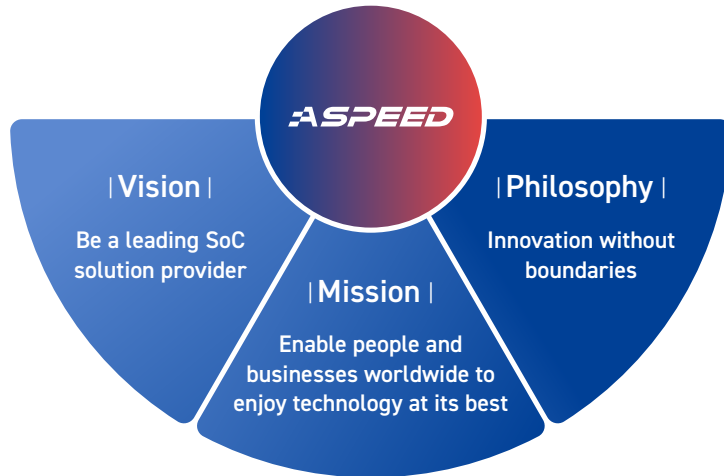 ASPEED
| Vision |
Be a leading SoC
solution provider
| Mission |
Enable people and
businesses worldwide to
enjoy technology at its best
| Philosophy |
Innovation without
boundaries